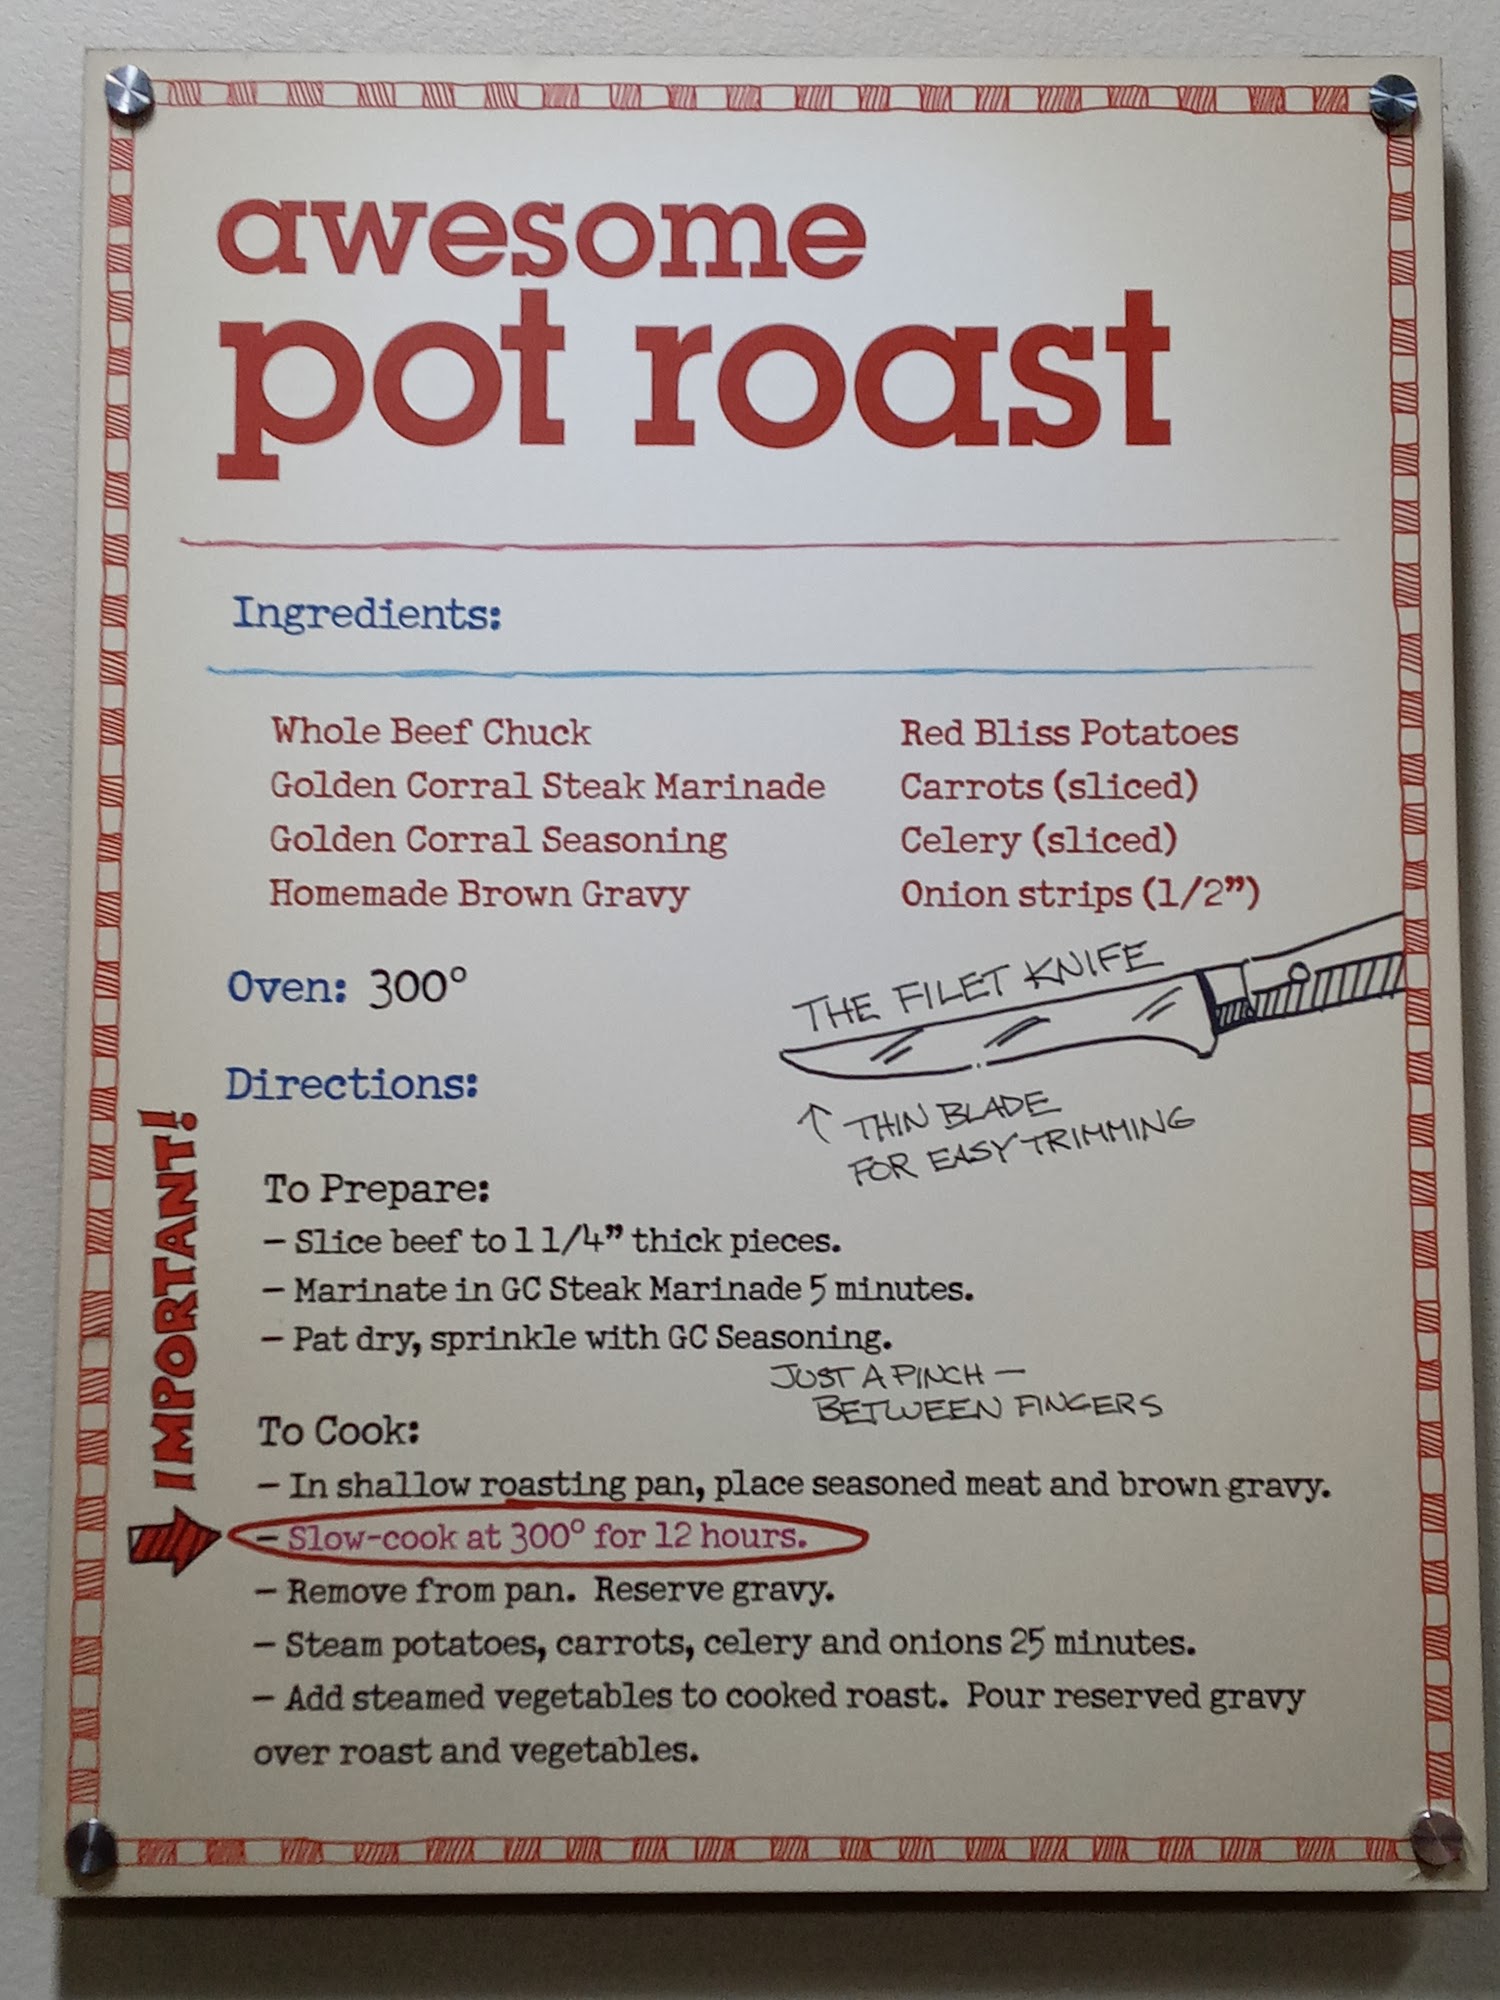 awesome
pot roast
Ingredients:
Whole Beef Chuck
Golden Corral Steak Marinade
Golden Corral Seasoning
Homemade Brown Gravy
Red Bliss Potatoes
Carrots (sliced)
Celery (sliced)
Onion strips (1/2”)
Oven: 300°
THE FILET KNIFE
↑ THIN BLADE
FOR EASY TRIMMING
Directions:
To Prepare:
– Slice beef to 1 1/4” thick pieces.
– Marinate in GC Steak Marinade 5 minutes.
– Pat dry, sprinkle with GC Seasoning.
JUST A PINCH —
BETWEEN FINGERS
IMPORTANT!
To Cook:
– In shallow roasting pan, place seasoned meat and brown gravy.
– Slow-cook at 300° for 12 hours.
– Remove from pan. Reserve gravy.
– Steam potatoes, carrots, celery and onions 25 minutes.
– Add steamed vegetables to cooked roast. Pour reserved gravy
over roast and vegetables.